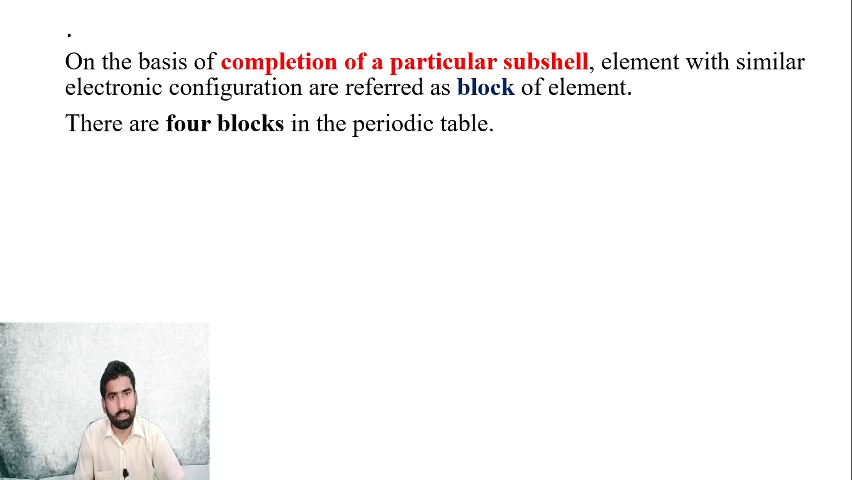 .
On the basis of completion of a particular subshell, element with similar
electronic configuration are referred as block of element.
There are four blocks in the periodic table.